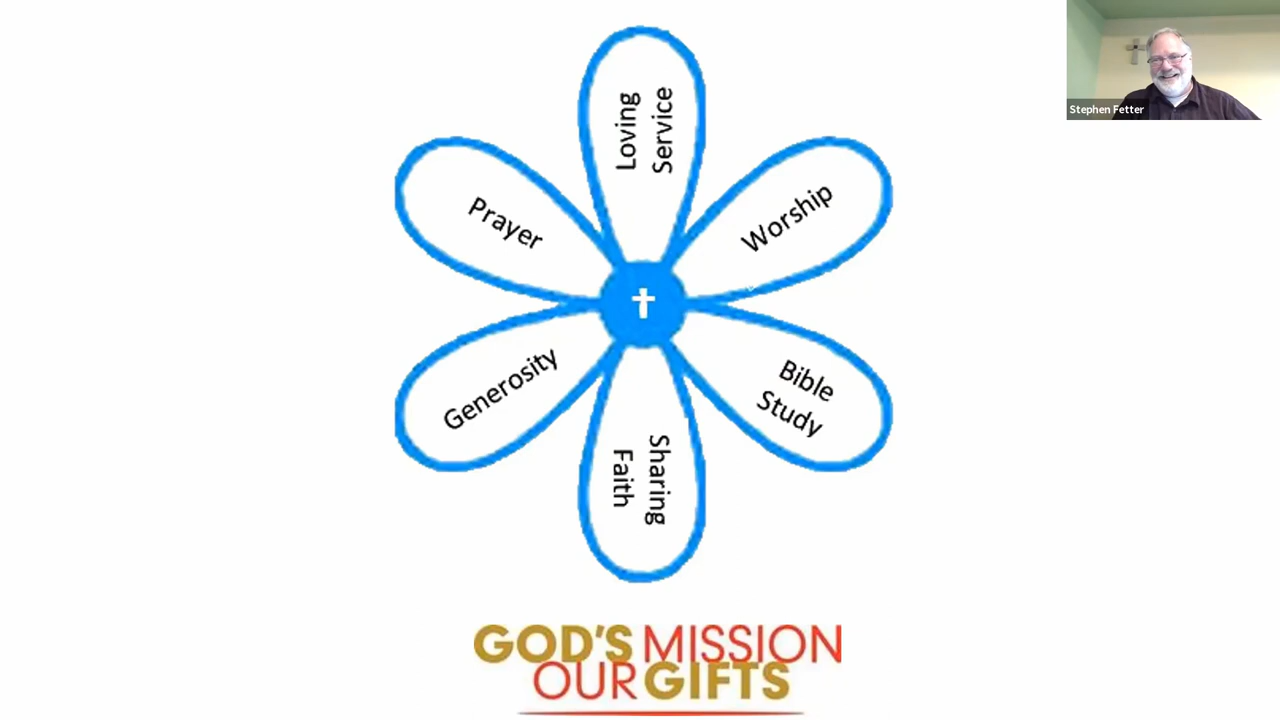 Loving
Service
Worship
Bible
Study
Sharing
Faith
Generosity
Prayer
GOD'S MISSION
OUR GIFTS
Stephen Fetter